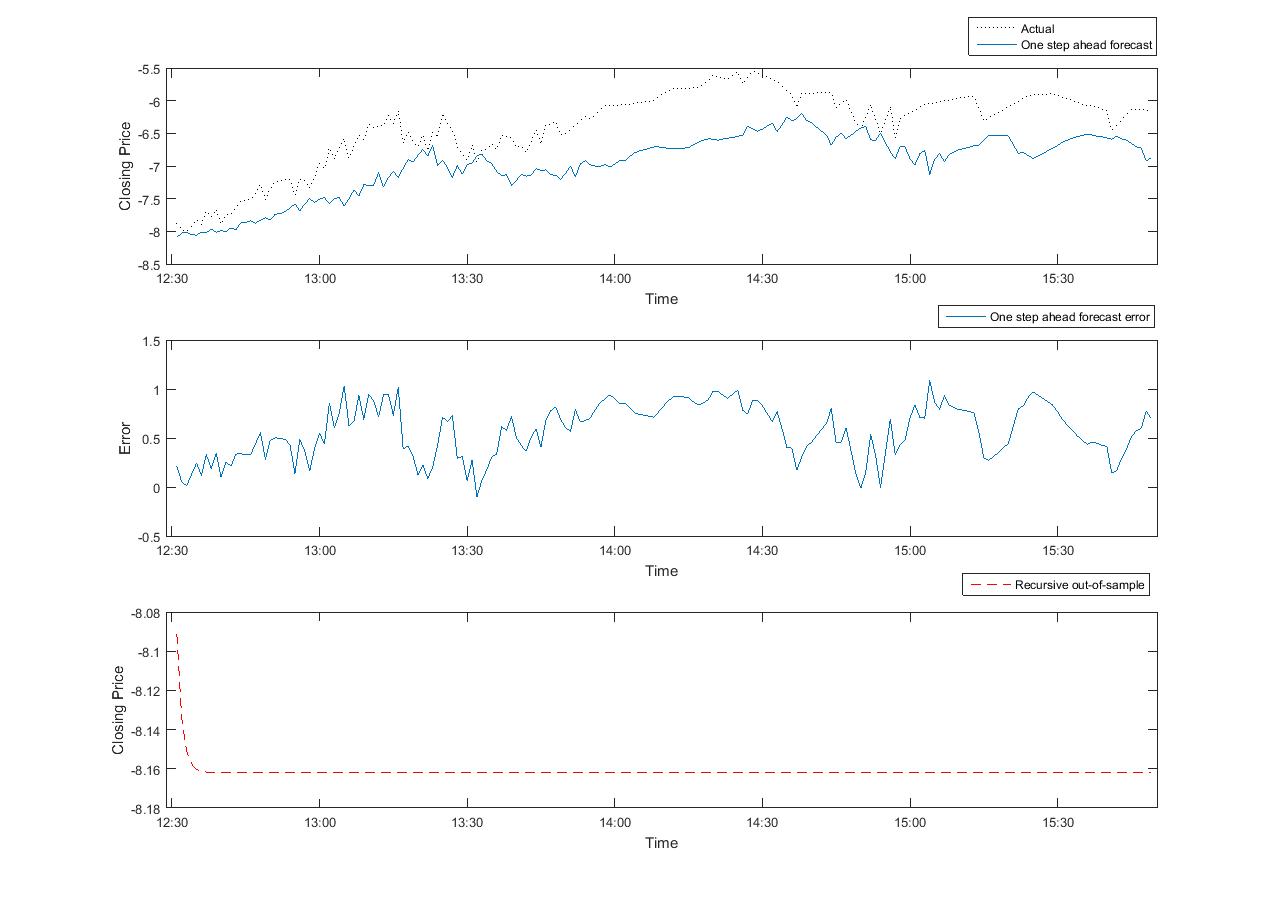 Actual
One step ahead forecast
-5.5
-6
-6.5
-7
-7.5
-8
-8.5
Closing Price
12:30 13:00 13:30 14:00 14:30 15:00 15:30
Time
One step ahead forecast error
1.5
1
0.5
0
-0.5
Error
12:30 13:00 13:30 14:00 14:30 15:00 15:30
Time
Recursive out-of-sample
-8.08
-8.1
-8.12
-8.14
-8.16
-8.18
Closing Price
12:30 13:00 13:30 14:00 14:30 15:00 15:30
Time